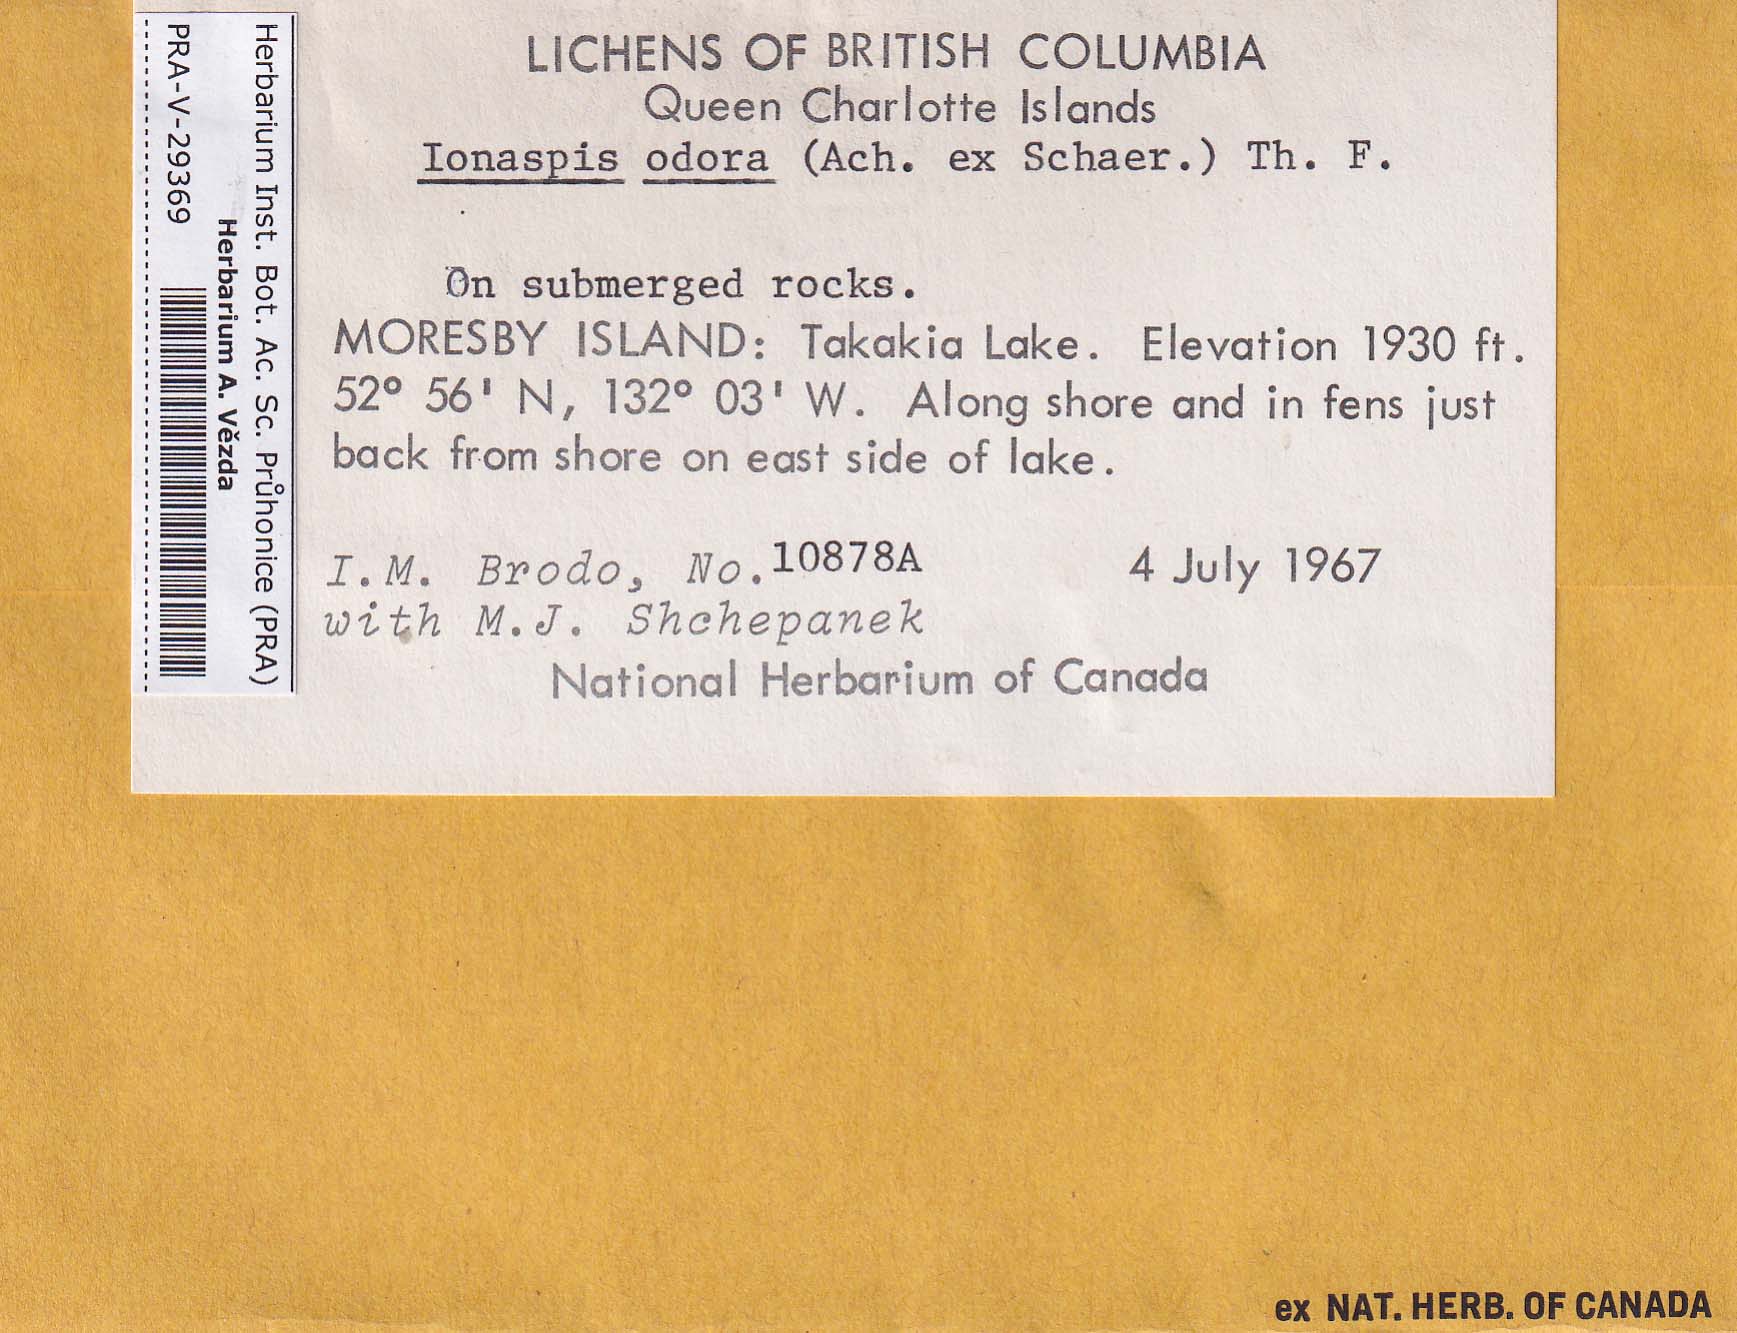 LICHENS OF BRITISH COLUMBIA
Queen Charlotte Islands
Ionaspis odora (Ach. ex Schaer.) Th. F.
On submerged rocks.
MORESBY ISLAND: Takakia Lake. Elevation 1930 ft.
52° 56' N, 132° 03' W. Along shore and in fens just
back from shore on east side of lake.
I.M. Brodo, No. 10878A 4 July 1967
with M.J. Shchepanek
National Herbarium of Canada
Herbarium Inst. Bot. Ac. Sc. Průhonice (PRA)
Herbarium A. Vězda
PRA-V-29369
ex NAT. HERB. OF CANADA